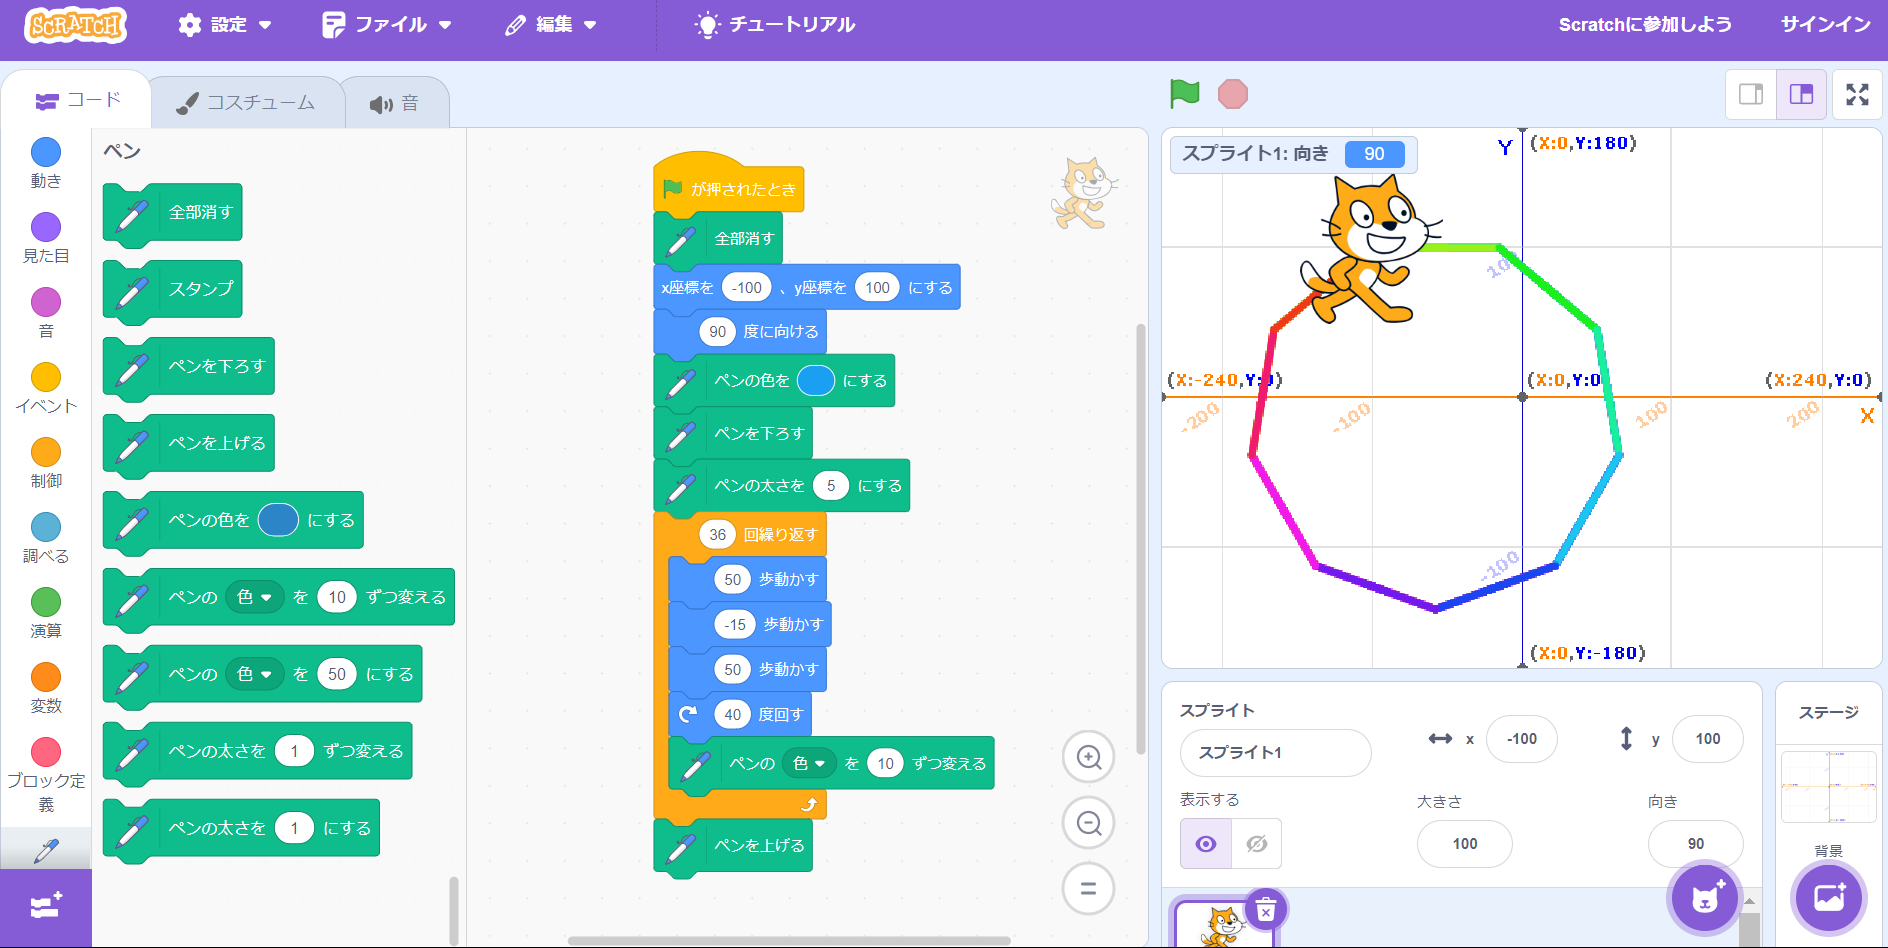 SCRATCH
設定
ファイル
編集
チュートリアル
Scratchに参加しよう
サインイン
コード
コスチューム
音
動き
見た目
音
イベント
制御
調べる
演算
変数
ブロック定
義
ペン
全部消す
スタンプ
ペンを下ろす
ペンを上げる
ペンの色を にする
ペンの 色 を 10 ずつ変える
ペンの 色 を 50 にする
ペンの太さを 1 ずつ変える
ペンの太さを 1 にする
が押されたとき
全部消す
x座標を -100 、y座標を 100 にする
90 度に向ける
ペンの色を にする
ペンを下ろす
ペンの太さを 5 にする
36 回繰り返す
50 歩動かす
-15 歩動かす
50 歩動かす
40 度回す
ペンの 色 を 10 ずつ変える
ペンを上げる
スプライト1: 向き 90
Y (X:0,Y:180)
100
(X:-240,Y:0) (X:0,Y:0) (X:240,Y:0)
-200 -100 100 200 X
-100
(X:0,Y:-180)
スプライト
スプライト1 x -100 y 100
表示する 大きさ 向き
100 90
ステージ
背景